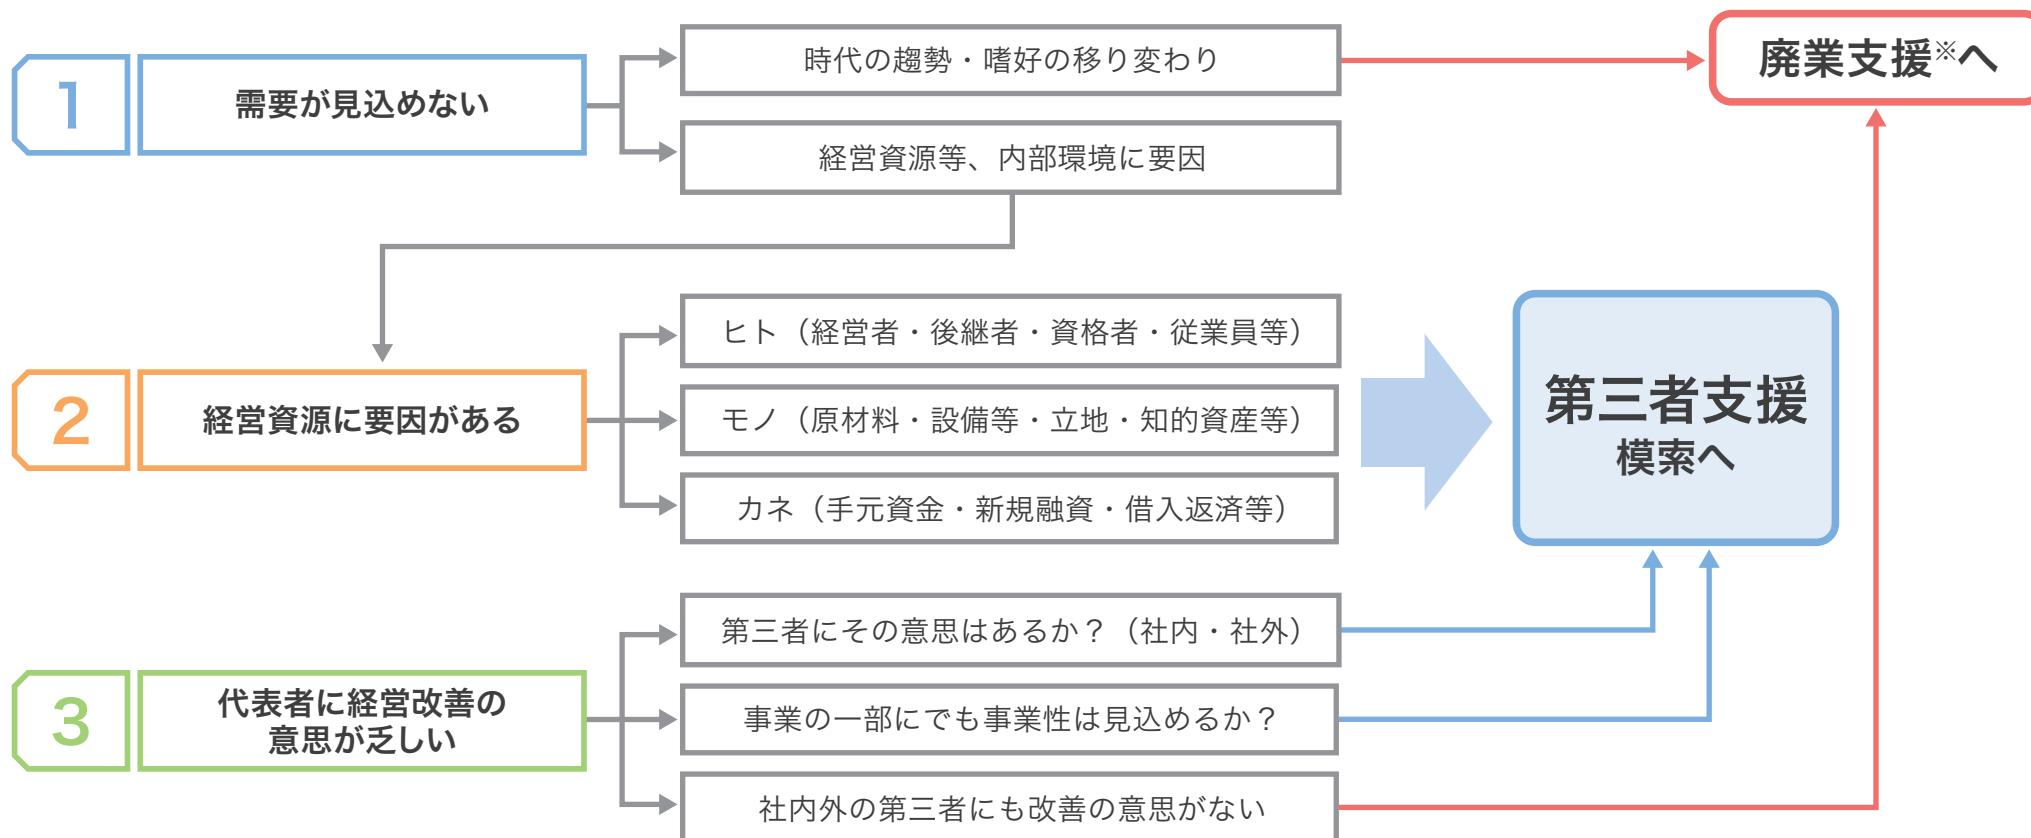 1
需要が見込めない
時代の趨勢・嗜好の移り変わり
廃業支援※へ
経営資源等、内部環境に要因
2
経営資源に要因がある
ヒト（経営者・後継者・資格者・従業員等）
モノ（原材料・設備等・立地・知的資産等）
カネ（手元資金・新規融資・借入返済等）
第三者支援
模索へ
3
代表者に経営改善の
意思が乏しい
第三者にその意思はあるか？（社内・社外）
事業の一部にでも事業性は見込めるか？
社内外の第三者にも改善の意思がない